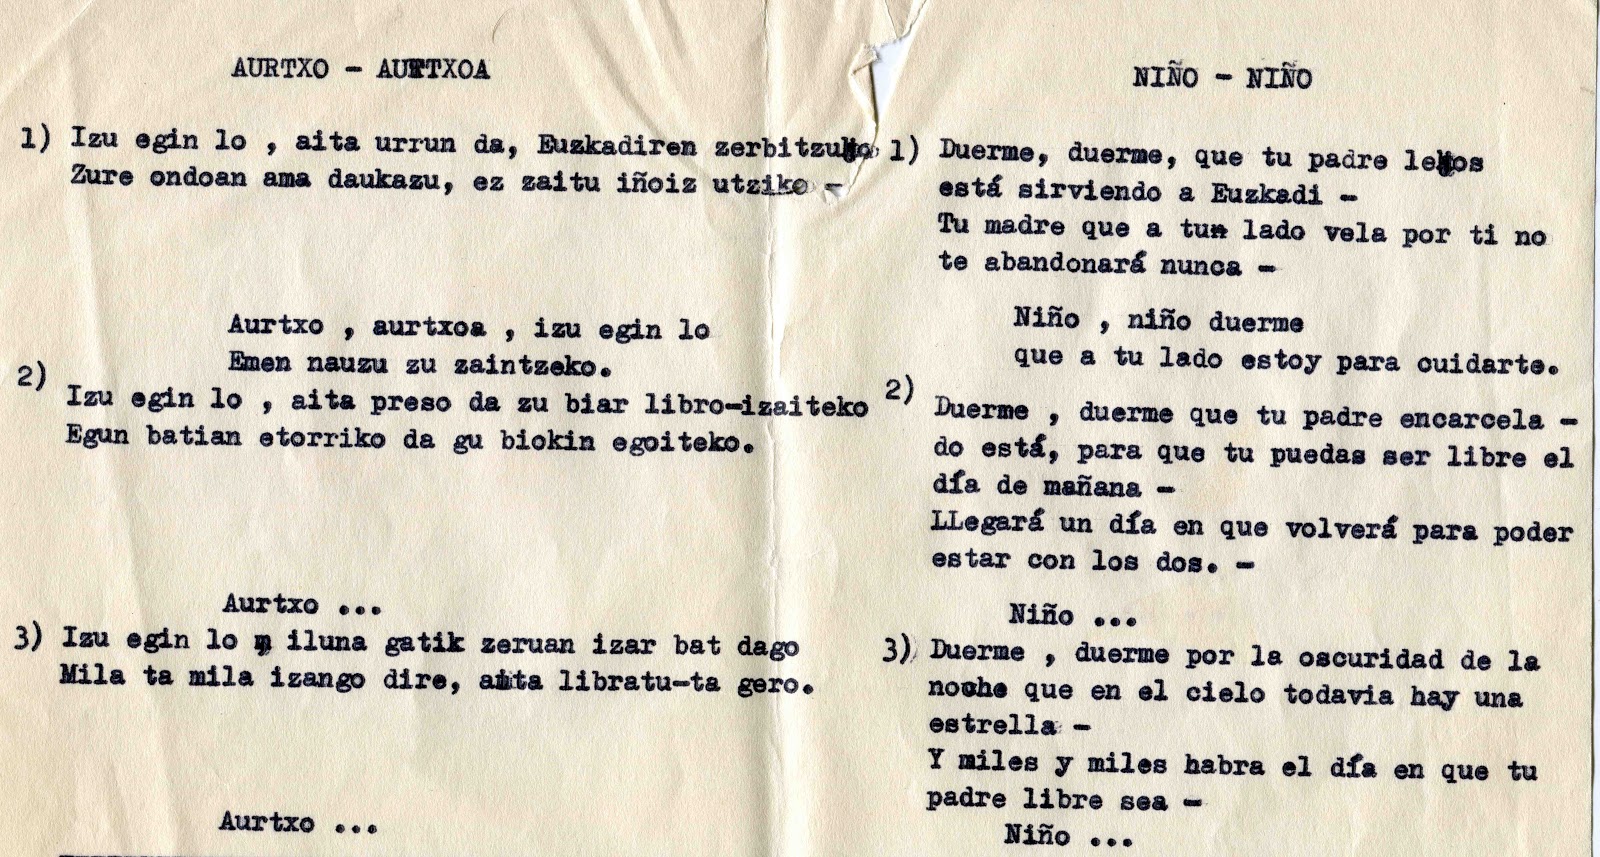 AURTXO - AURTXOA
1) Izu egin lo , aita urrun da, Euzkadiren
Zure ondoan ama daukazu, ez zaitu iñoiz utziko -
Aurtxo , aurtxoa , izu egin lo
Emen nauzu zu zaintzeko.
2)
Izu egin lo , aita preso da zu biar libro-izaiteko
Egun batian etorriko da gu biokin egoiteko.
Aurtxo ...
3) Izu egin lo , iluna gatik zeruan izar bat dago
Mila ta mila izango dire, aita libratu-ta gero.
Aurtxo ...
NIÑO - NIÑO
1) Duerme, duerme, que tu padre lejos
está sirviendo a Euzkadi -
Tu madre que a tu lado vela por ti no
te abandonará nunca -
Niño , niño duerme
que a tu lado estoy para cuidarte.
2)
Duerme , duerme que tu padre encarcela -
do está, para que tu puedas ser libre el
día de mañana -
LLegará un día en que volverá para poder
estar con los dos. -
Niño ...
3) Duerme , duerme por la oscuridad de la
noche que en el cielo todavia hay una
estrella -
Y miles y miles habra el día en que tu
padre libre sea -
Niño ...